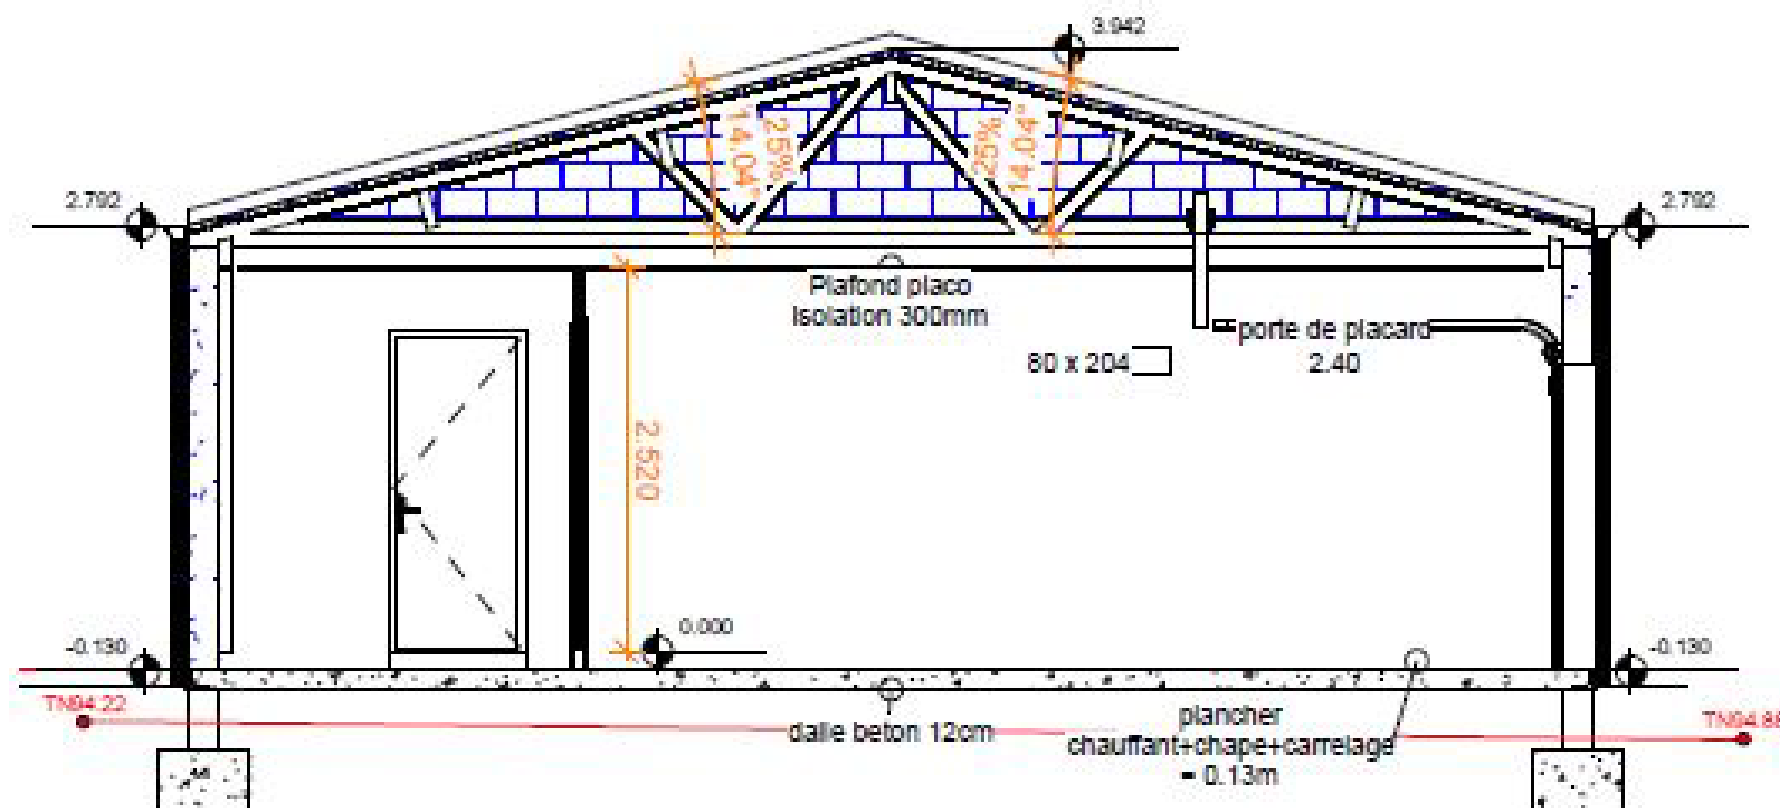 3.942
2.792
2.792
25%
14.04°
25%
14.04°
Plafond placo
Isolation 300mm
porte de placard
2.40
80 x 204
2.520
0.000
-0.130
-0.130
TN94.22
TN94.88
dalle beton 12cm
plancher
chauffant+chape+carrelage
= 0.13m